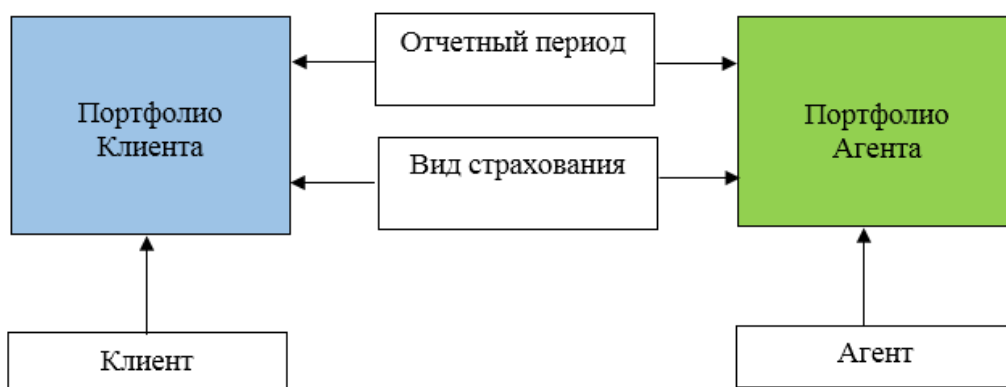 Отчетный период
Портфолио
Клиента
Портфолио
Агента
Вид страхования
Клиент
Агент